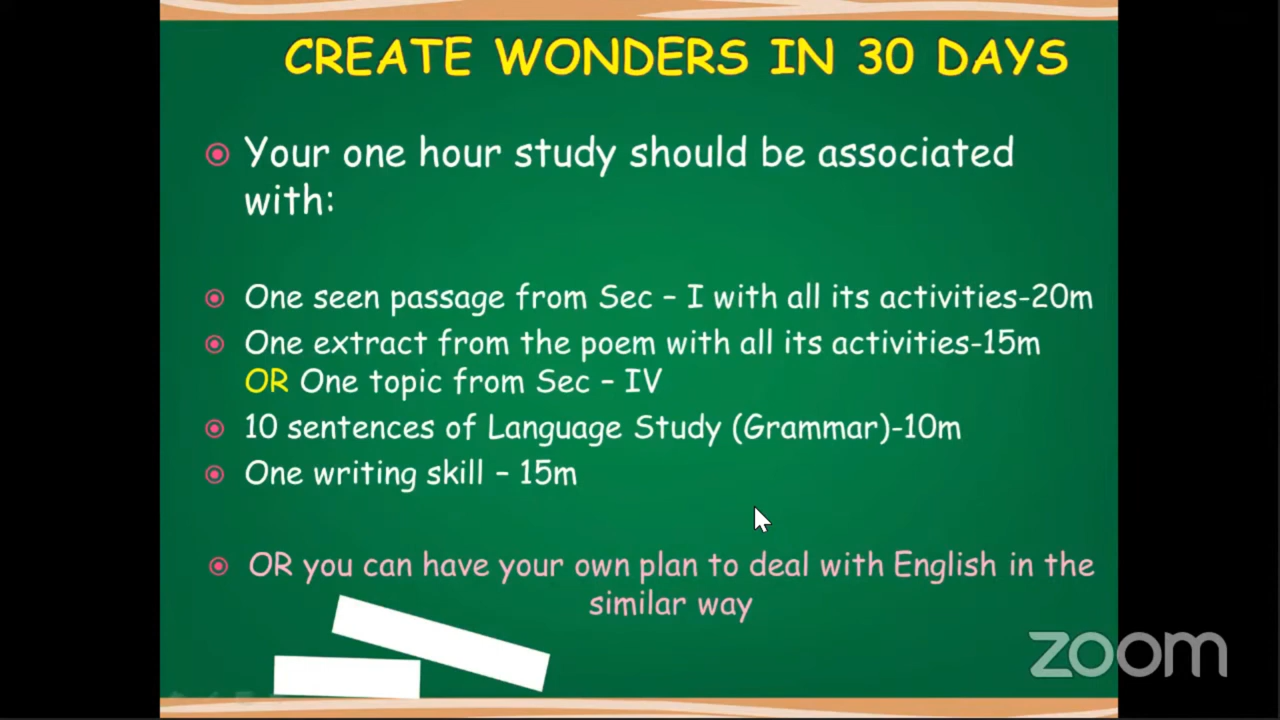 CREATE WONDERS IN 30 DAYS
Your one hour study should be associated
with:
One seen passage from Sec – I with all its activities-20m
One extract from the poem with all its activities-15m
OR One topic from Sec – IV
10 sentences of Language Study (Grammar)-10m
One writing skill – 15m
OR you can have your own plan to deal with English in the
similar way
zoom